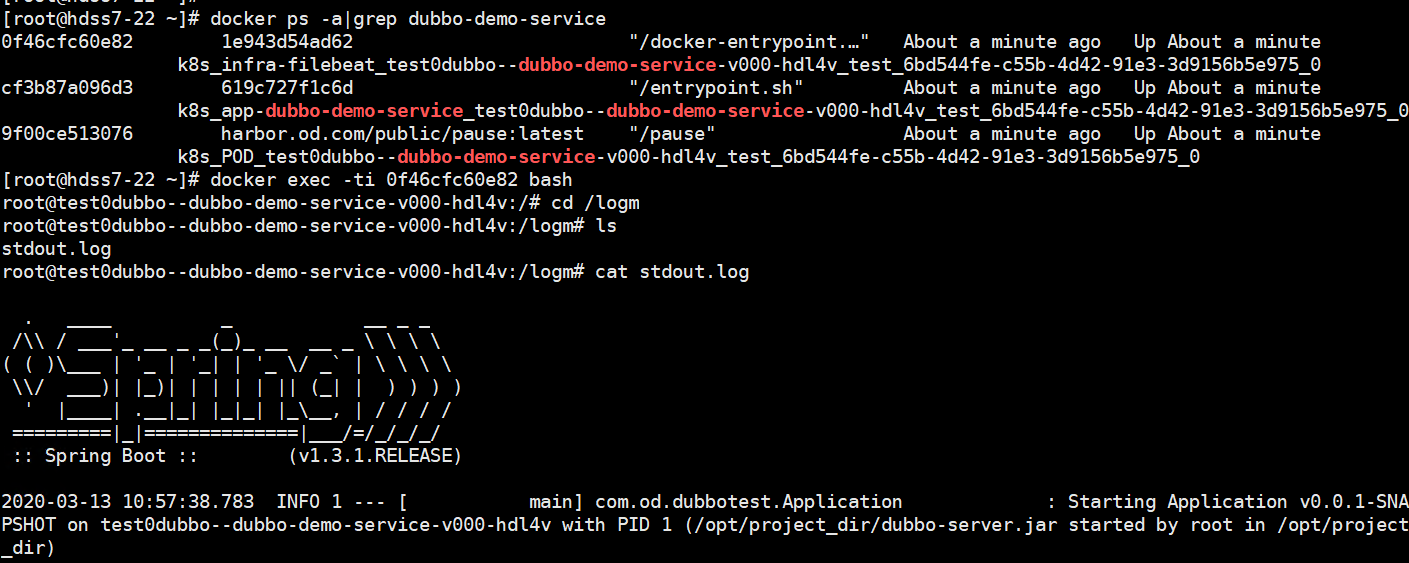 [root@hdss7-22 ~]# docker ps -a|grep dubbo-demo-service
0f46cfc60e82        1e943d54ad62                         "/docker-entrypoint.…"   About a minute ago   Up About a minute
                k8s_infra-filebeat_test0dubbo--dubbo-demo-service-v000-hdl4v_test_6bd544fe-c55b-4d42-91e3-3d9156b5e975_0
cf3b87a096d3        619c727f1c6d                         "/entrypoint.sh"         About a minute ago   Up About a minute
                k8s_app-dubbo-demo-service_test0dubbo--dubbo-demo-service-v000-hdl4v_test_6bd544fe-c55b-4d42-91e3-3d9156b5e975_0
9f00ce513076        harbor.od.com/public/pause:latest    "/pause"                 About a minute ago   Up About a minute
                k8s_POD_test0dubbo--dubbo-demo-service-v000-hdl4v_test_6bd544fe-c55b-4d42-91e3-3d9156b5e975_0
[root@hdss7-22 ~]# docker exec -ti 0f46cfc60e82 bash
root@test0dubbo--dubbo-demo-service-v000-hdl4v:/# cd /logm
root@test0dubbo--dubbo-demo-service-v000-hdl4v:/logm# ls
stdout.log
root@test0dubbo--dubbo-demo-service-v000-hdl4v:/logm# cat stdout.log

  .   ____          _            __ _ _
 /\\ / ___'_ __ _ _(_)_ __  __ _ \ \ \ \
( ( )\___ | '_ | '_| | '_ \/ _` | \ \ \ \
 \\/  ___)| |_)| | | | | || (_| |  ) ) ) )
  '  |____| .__|_| |_|_| |_\__, | / / / /
 =========|_|==============|___/=/_/_/_/
 :: Spring Boot ::        (v1.3.1.RELEASE)

2020-03-13 10:57:38.783  INFO 1 --- [           main] com.od.dubbotest.Application             : Starting Application v0.0.1-SNA
PSHOT on test0dubbo--dubbo-demo-service-v000-hdl4v with PID 1 (/opt/project_dir/dubbo-server.jar started by root in /opt/project
_dir)